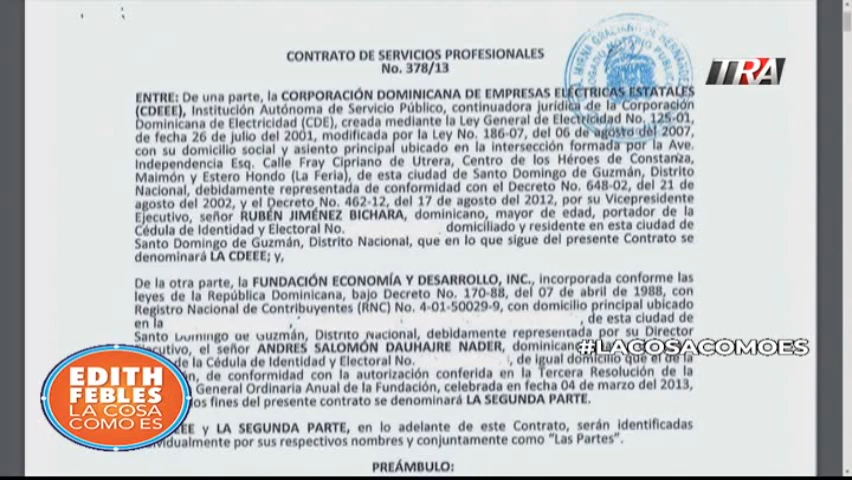 CONTRATO DE SERVICIOS PROFESIONALES
No. 378/13
TRA
ENTRE: De una parte, la CORPORACIÓN DOMINICANA DE EMPRESAS ELÉCTRICAS ESTATALES
(CDEEE), Institución Autónoma de Servicio Público, continuadora jurídica de la Corporación
Dominicana de Electricidad (CDE), creada mediante la Ley General de Electricidad No. 125-01,
de fecha 26 de julio del 2001, modificada por la Ley No. 186-07, del 06 de agosto del 2007,
con su domicilio social y asiento principal ubicado en la intersección formada por la Ave.
Independencia Esq. Calle Fray Cipriano de Utrera, Centro de los Héroes de Constanza,
Maimón y Estero Hondo (La Feria), de esta ciudad de Santo Domingo de Guzmán, Distrito
Nacional, debidamente representada de conformidad con el Decreto No. 648-02, del 21 de
agosto del 2002, y el Decreto No. 462-12, del 17 de agosto del 2012, por su Vicepresidente
Ejecutivo, señor RUBÉN JIMÉNEZ BICHARA, dominicano, mayor de edad, portador de la
Cédula de Identidad y Electoral No. domiciliado y residente en esta ciudad de
Santo Domingo de Guzmán, Distrito Nacional, que en lo que sigue del presente Contrato se
denominará LA CDEEE; y,
De la otra parte, la FUNDACIÓN ECONOMÍA Y DESARROLLO, INC., incorporada conforme las
leyes de la República Dominicana, bajo Decreto No. 170-88, del 07 de abril de 1988, con
Registro Nacional de Contribuyentes (RNC) No. 4-01-50029-9, con domicilio principal ubicado
en la , de esta ciudad de
Santo Domingo de Guzmán, Distrito Nacional, debidamente representada por su Director
Ejecutivo, el señor ANDRES SALOMÓN DAUHAJRE NADER, dominicano
#LACOSACOMOES
de la Cédula de Identidad y Electoral No. , de igual domicilio que el de la
de conformidad con la autorización conferida en la Tercera Resolución de la
General Ordinaria Anual de la Fundación, celebrada en fecha 04 de marzo del 2013,
los fines del presente contrato se denominará LA SEGUNDA PARTE.
Y LA SEGUNDA PARTE, en lo adelante de este Contrato, serán identificadas
por sus respectivos nombres y conjuntamente como "Las Partes".
PREÁMBULO:
EDITH
FEBLES
LA COSA
COMO ES